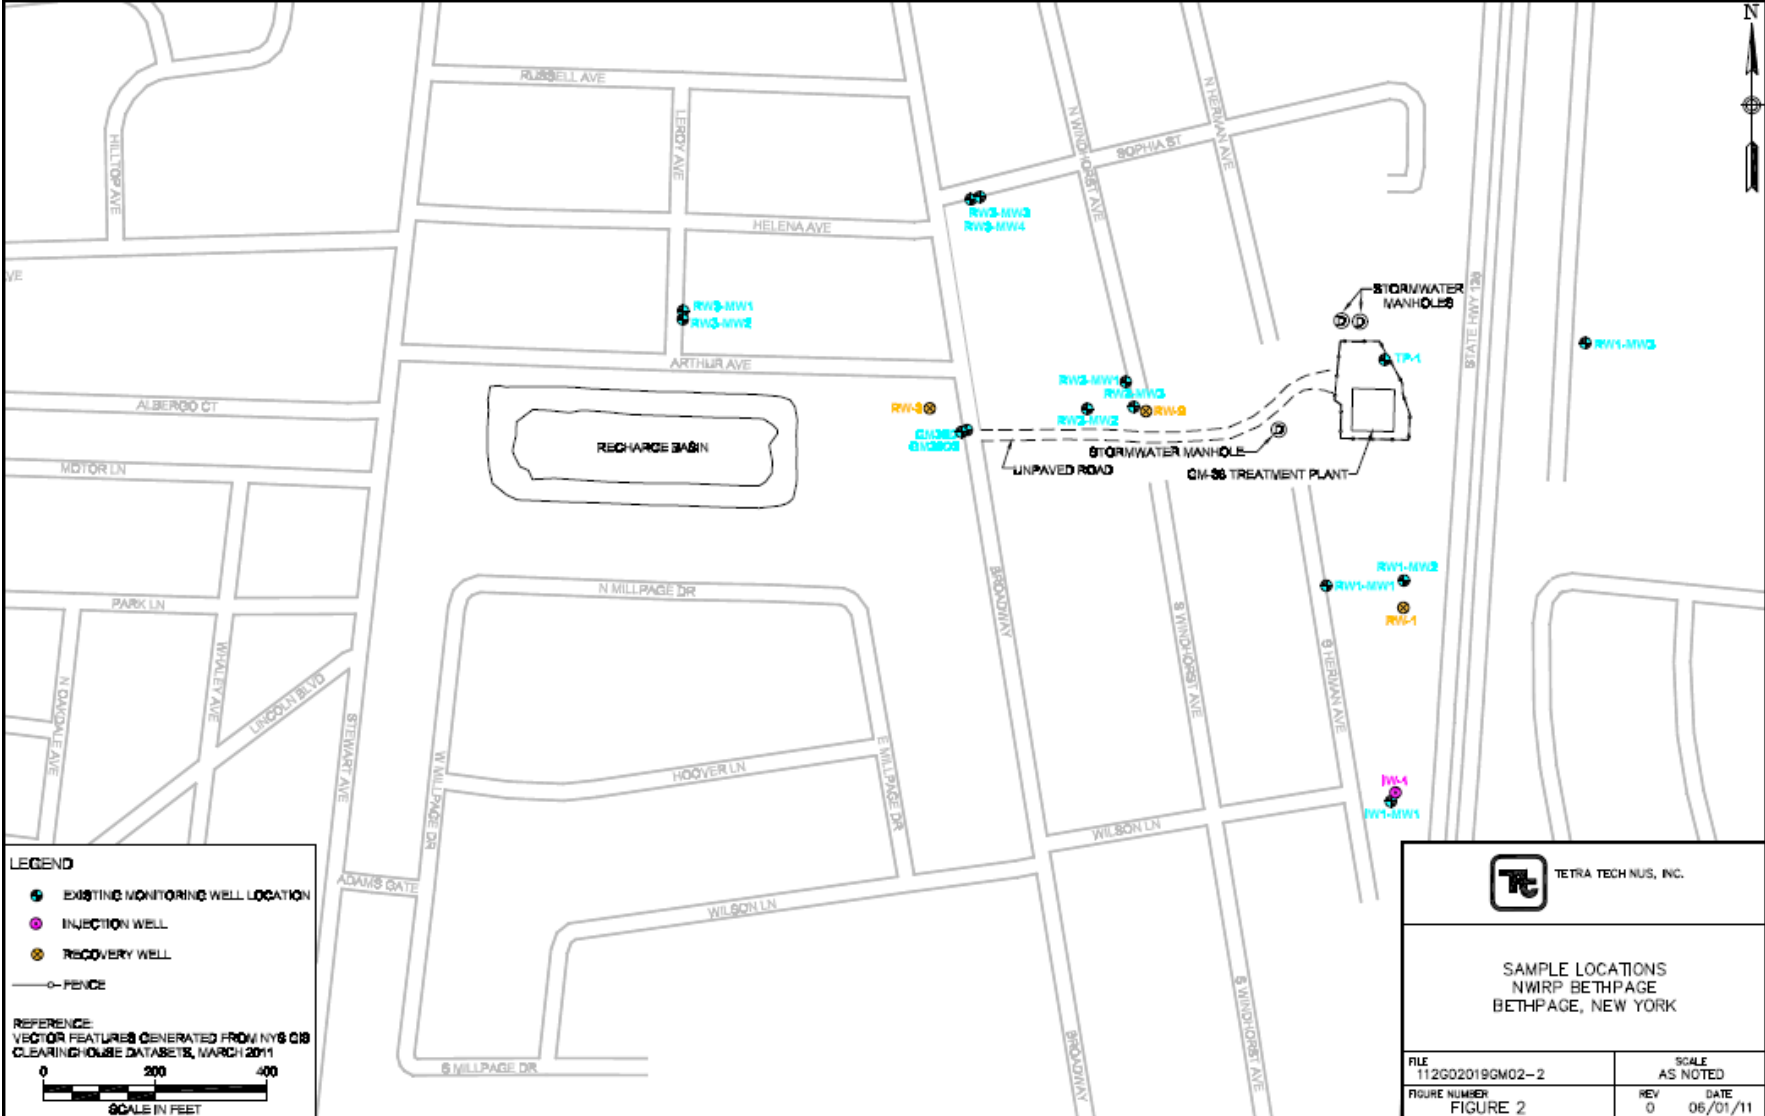 N
RUSSELL AVE
LEROY AVE
HILLTOP AVE
N WINDHORST AVE
N HERMAN AVE
SOPHIA ST
HELENA AVE
RW3-MW3
RW3-MW4
VE
STORMWATER
MANHOLES
STATE HWY 135
RW3-MW1
RW3-MW2
RW1-MW3
TP-1
ARTHUR AVE
RW2-MW1
RW2-MW3
RW-3
RW-2
RW2-MW2
ALBERGO CT
RECHARGE BASIN
STORMWATER MANHOLE
UNPAVED ROAD
GM-38 TREATMENT PLANT
MOTOR LN
N MILLPAGE DR
BROADWAY
RW1-MW2
RW1-MW1
RW-1
PARK LN
S WINDHORST AVE
S HERMAN AVE
WHALEY AVE
N OAKDALE AVE
LINCOLN BLVD
STEWART AVE
W MILLPAGE DR
HOOVER LN
E MILLPAGE DR
IW-1
IW1-MW1
WILSON LN
ADAMS GATE
WILSON LN
S WINDHORST AVE
BROADWAY
S MILLPAGE DR
LEGEND
EXISTING MONITORING WELL LOCATION
INJECTION WELL
RECOVERY WELL
FENCE
REFERENCE:
VECTOR FEATURES GENERATED FROM NYS GIS
CLEARINGHOUSE DATASETS, MARCH 2011
0 200 400
SCALE IN FEET
TETRA TECH NUS, INC.
SAMPLE LOCATIONS
NWIRP BETHPAGE
BETHPAGE, NEW YORK
FILE
112G02019GM02-2
SCALE
AS NOTED
FIGURE NUMBER
FIGURE 2
REV
0
DATE
06/01/11